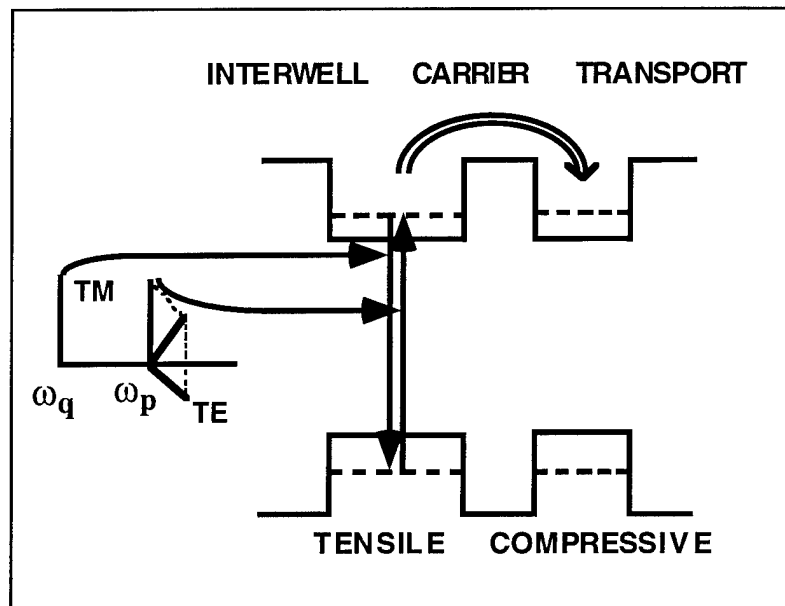 INTERWELL CARRIER TRANSPORT
TM
ωq ωp
TE
TENSILE COMPRESSIVE